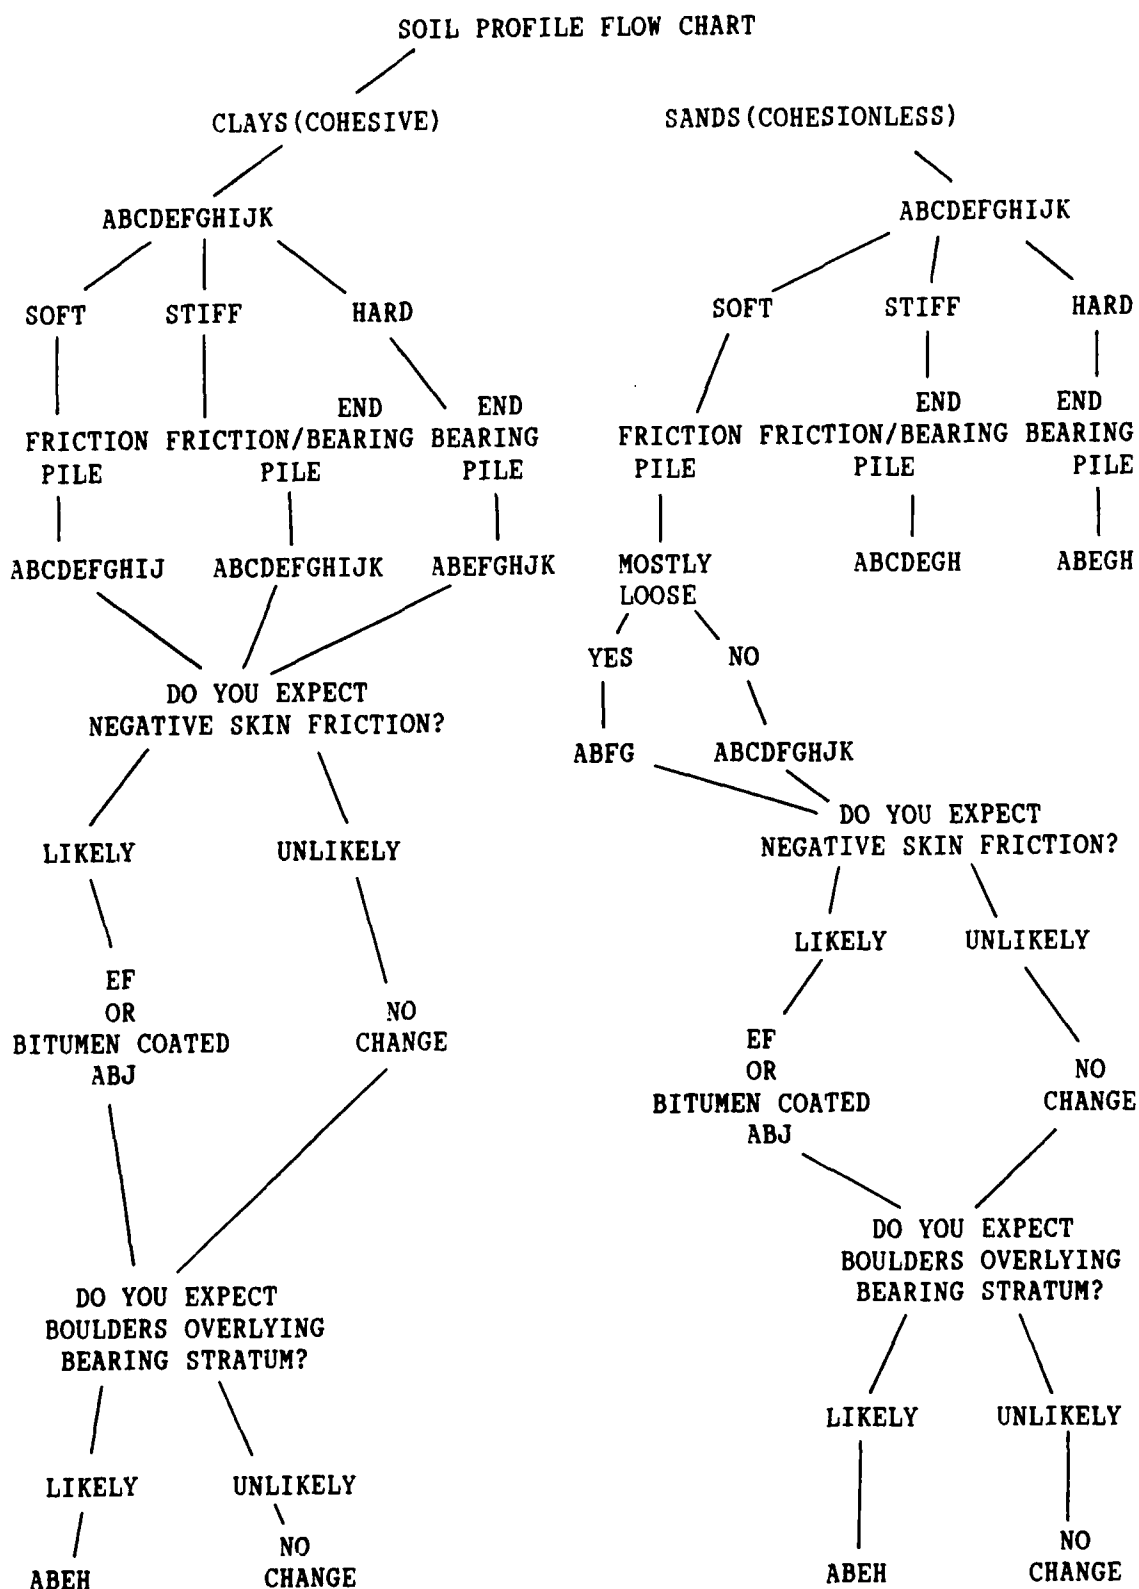 SOIL PROFILE FLOW CHART
CLAYS(COHESIVE)
SANDS(COHESIONLESS)
ABCDEFGHIJK
ABCDEFGHIJK
SOFT STIFF HARD
SOFT STIFF HARD
END END
FRICTION FRICTION/BEARING BEARING
PILE PILE PILE
END END
FRICTION FRICTION/BEARING BEARING
PILE PILE PILE
ABCDEFGHIJ ABCDEFGHIJK ABEFGHJK
MOSTLY ABCDEGH ABEGH
LOOSE
YES NO
ABFG ABCDFGHJK
DO YOU EXPECT
NEGATIVE SKIN FRICTION?
LIKELY UNLIKELY
EF
OR
BITUMEN COATED
ABJ
NO
CHANGE
DO YOU EXPECT
NEGATIVE SKIN FRICTION?
LIKELY UNLIKELY
EF
OR
BITUMEN COATED
ABJ
NO
CHANGE
DO YOU EXPECT
BOULDERS OVERLYING
BEARING STRATUM?
LIKELY UNLIKELY
ABEH
NO
CHANGE
DO YOU EXPECT
BOULDERS OVERLYING
BEARING STRATUM?
LIKELY UNLIKELY
ABEH
NO
CHANGE